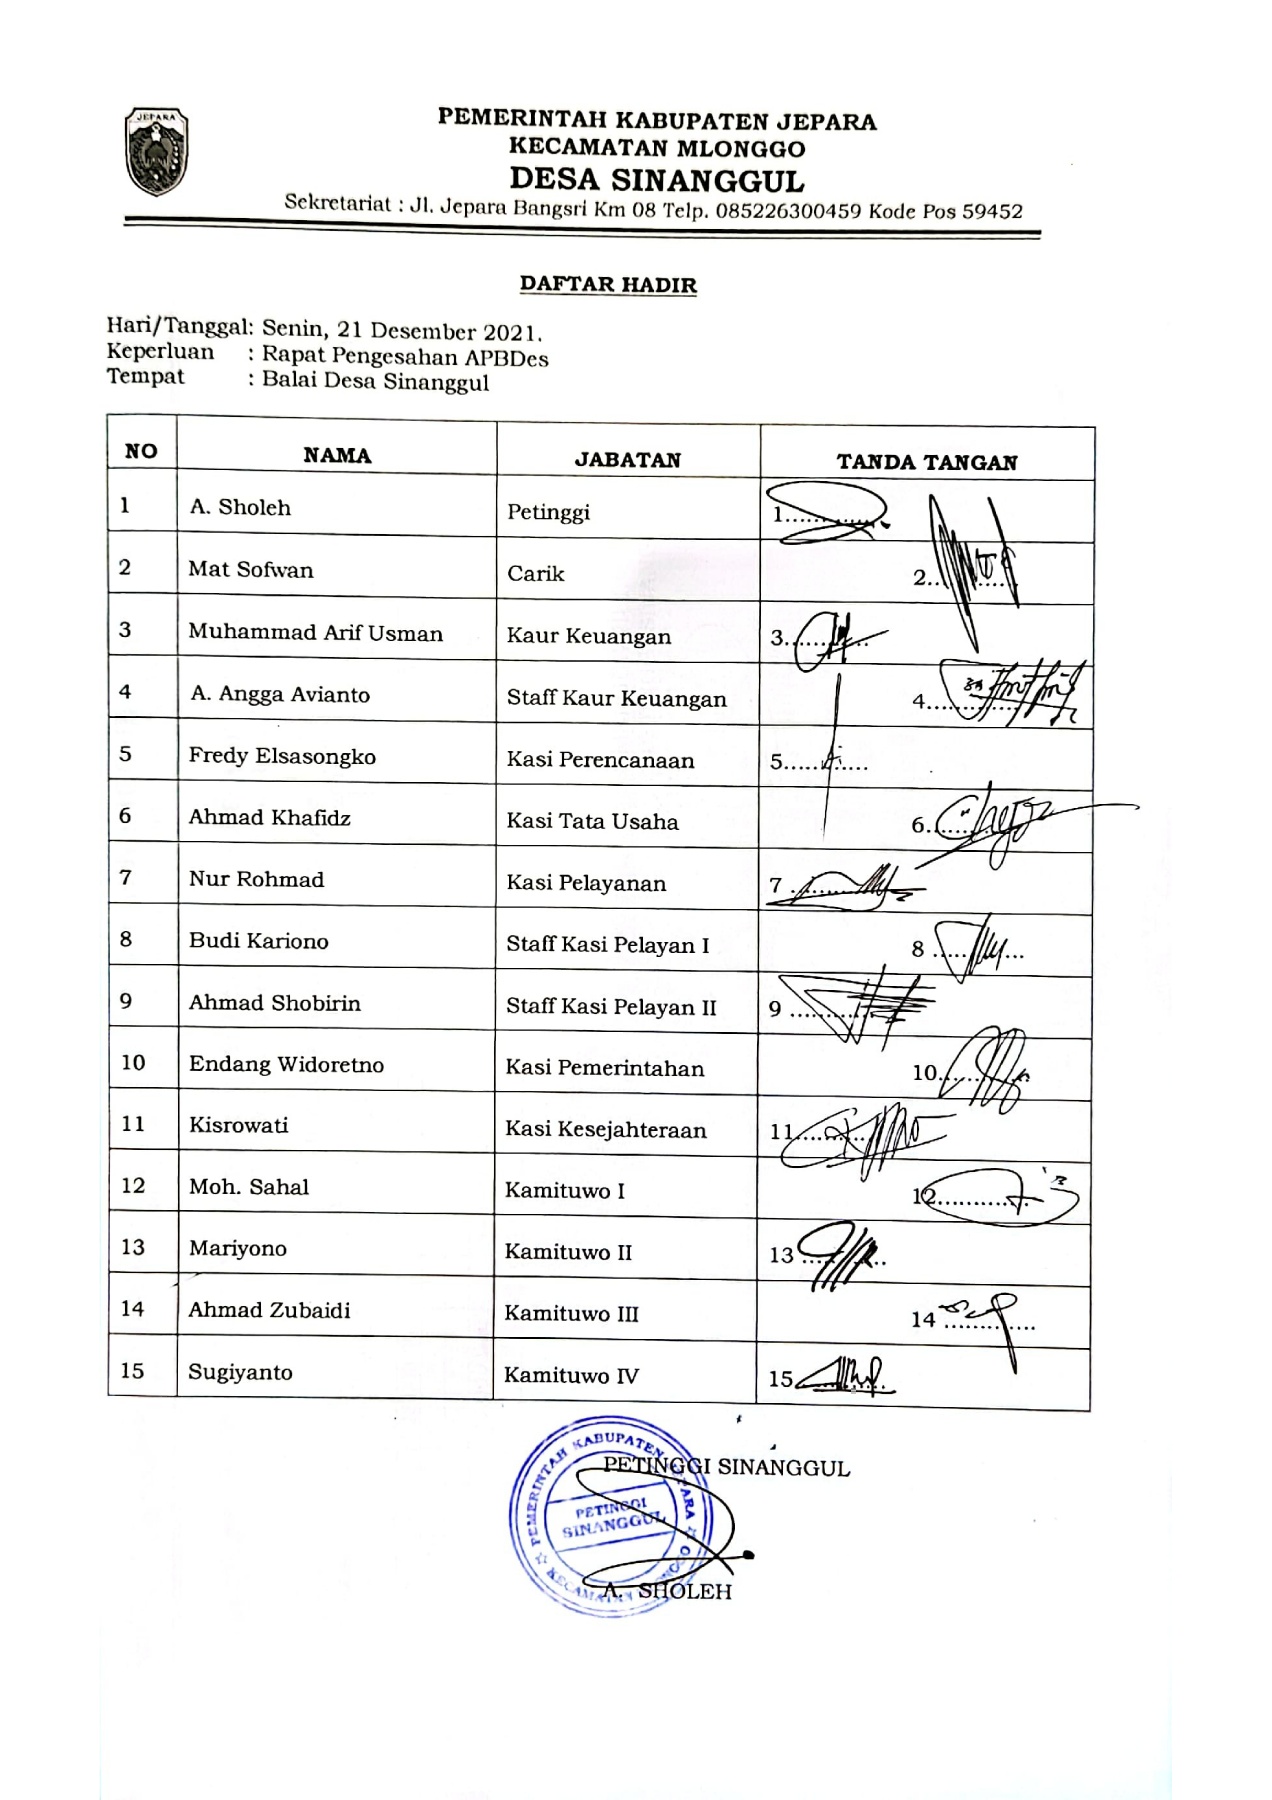 JEPARA
PEMERINTAH KABUPATEN JEPARA
KECAMATAN MLONGGO
DESA SINANGGUL
Sekretariat : Jl. Jepara Bangsri Km 08 Telp. 085226300459 Kode Pos 59452
DAFTAR HADIR
Hari/Tanggal: Senin, 21 Desember 2021.
Keperluan : Rapat Pengesahan APBDes
Tempat : Balai Desa Sinanggul
NO NAMA JABATAN TANDA TANGAN
1 A. Sholeh Petinggi 1..............
2 Mat Sofwan Carik 2..............
3 Muhammad Arif Usman Kaur Keuangan 3..............
4 A. Angga Avianto Staff Kaur Keuangan 4..............
5 Fredy Elsasongko Kasi Perencanaan 5..............
6 Ahmad Khafidz Kasi Tata Usaha 6..............
7 Nur Rohmad Kasi Pelayanan 7 ..............
8 Budi Kariono Staff Kasi Pelayan I 8 ..............
9 Ahmad Shobirin Staff Kasi Pelayan II 9 ..............
10 Endang Widoretno Kasi Pemerintahan 10..............
11 Kisrowati Kasi Kesejahteraan 11..............
12 Moh. Sahal Kamituwo I 12..............
13 Mariyono Kamituwo II 13 ..............
14 Ahmad Zubaidi Kamituwo III 14 ..............
15 Sugiyanto Kamituwo IV 15..............
PETINGGI SINANGGUL
PEMERINTAH KABUPATEN JEPARA
PETINGGI
SINANGGUL
KECAMATAN MLONGGO
A. SHOLEH